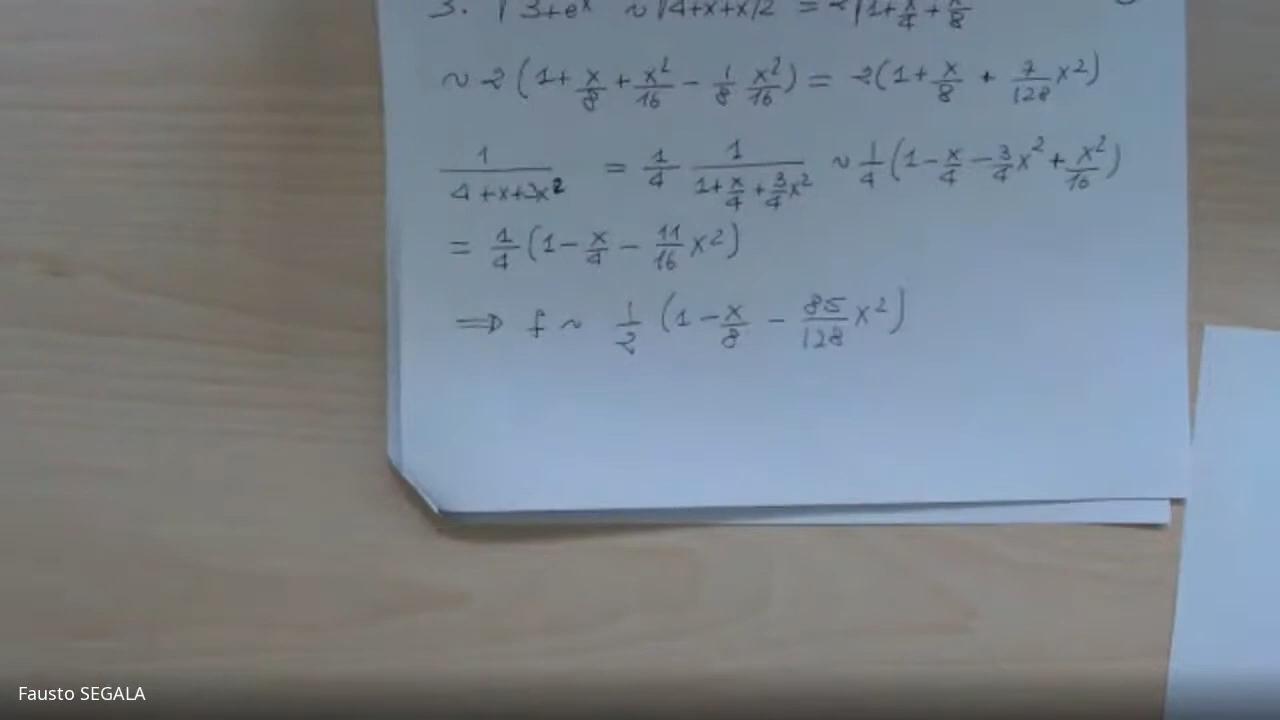 3. √3+eˣ ~ √4+x+x²/2 = 2√1+x/4+x²/8
~ 2 (1+ x/8 + x²/16 − 1/8 x²/16) = 2(1+ x/8 + 7/128 x²)
1/(4+x+3x²) = 1/4 1/(1+x/4+3/4x²) ~ 1/4 (1− x/4 − 3/4 x² + x²/16)
= 1/4 (1− x/4 − 11/16 x²)
⟹ f ~ 1/2 (1 − x/8 − 85/128 x²)
Fausto SEGALA